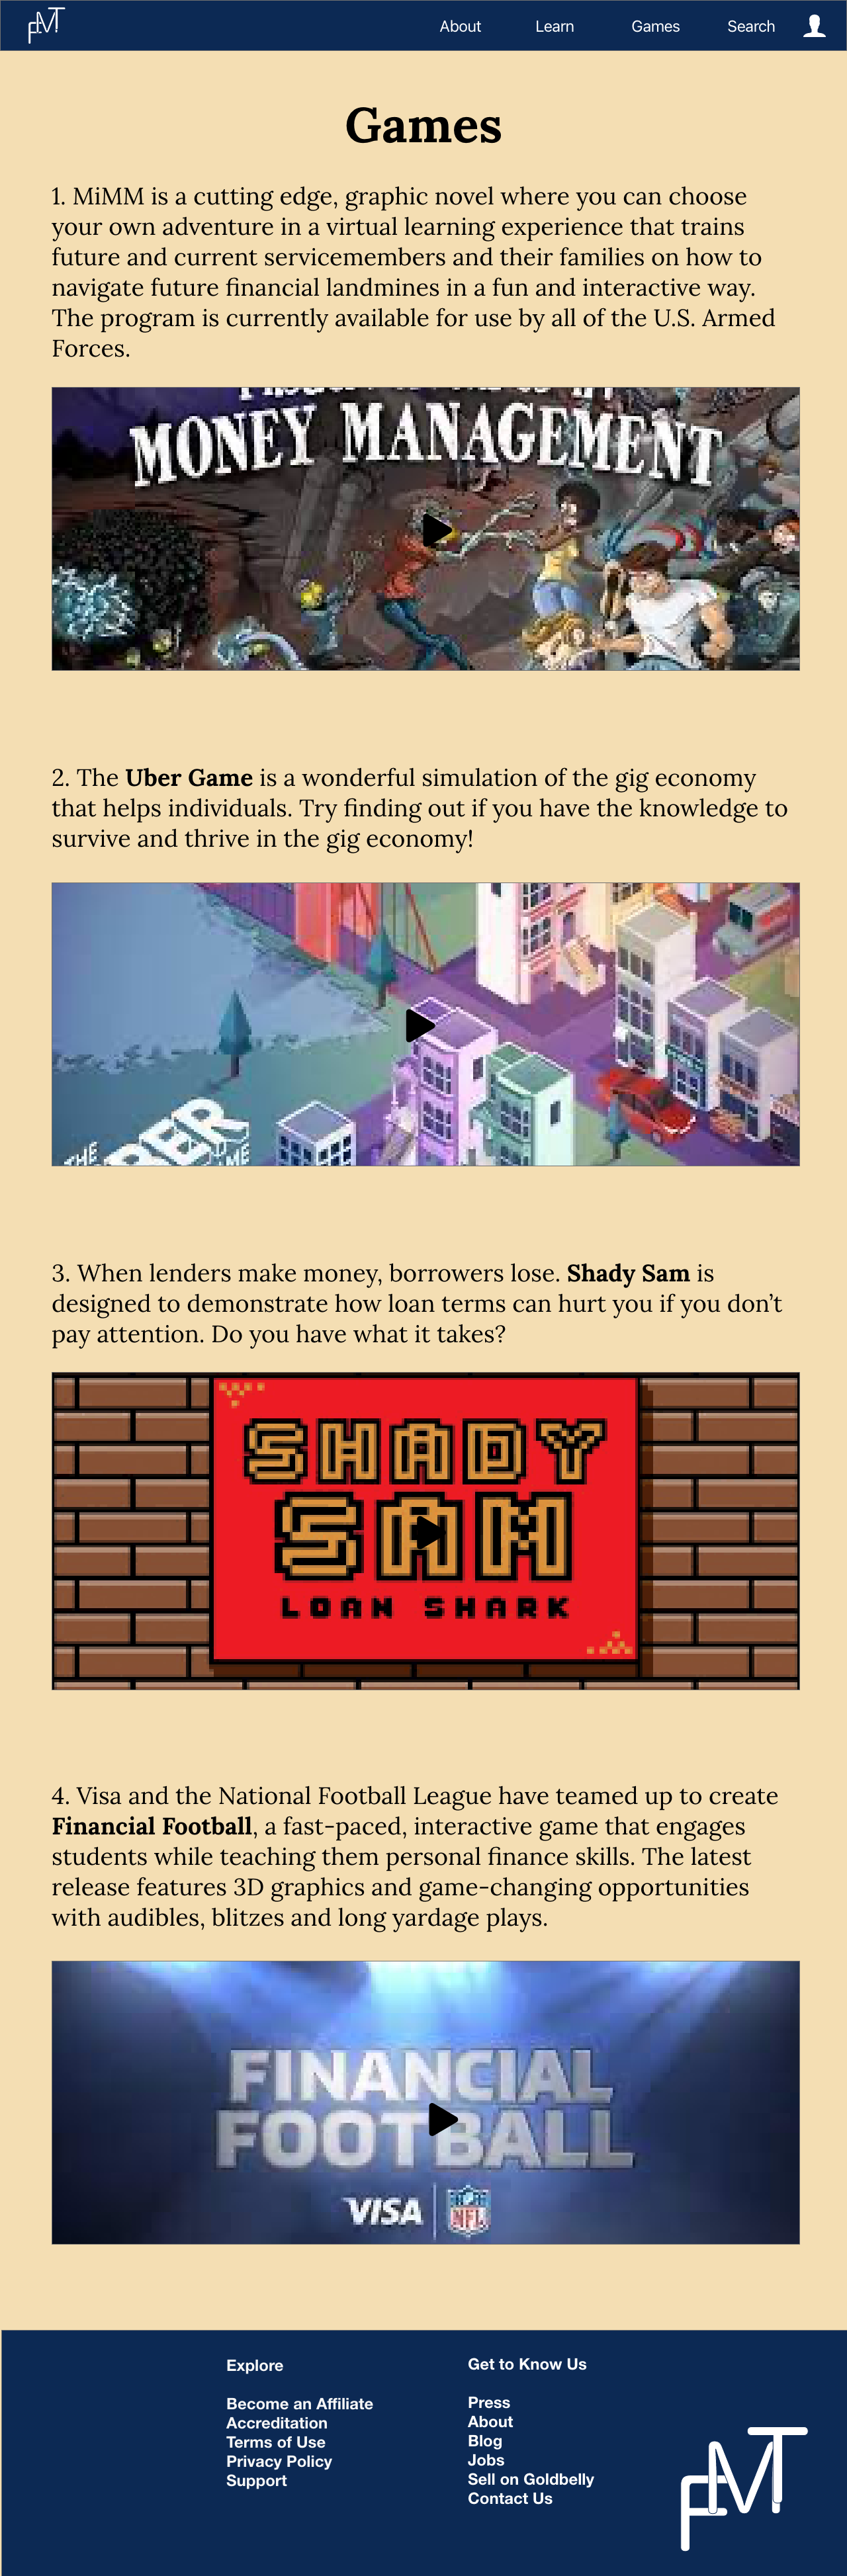 FMT
About
Learn
Games
Search
Games
1. MiMM is a cutting edge, graphic novel where you can choose
your own adventure in a virtual learning experience that trains
future and current servicemembers and their families on how to
navigate future financial landmines in a fun and interactive way.
The program is currently available for use by all of the U.S. Armed
Forces.
MONEY MANAGEMENT
2. The Uber Game is a wonderful simulation of the gig economy
that helps individuals. Try finding out if you have the knowledge to
survive and thrive in the gig economy!
THE
3. When lenders make money, borrowers lose. Shady Sam is
designed to demonstrate how loan terms can hurt you if you don’t
pay attention. Do you have what it takes?
SHADY
SAM
LOAN SHARK
4. Visa and the National Football League have teamed up to create
Financial Football, a fast-paced, interactive game that engages
students while teaching them personal finance skills. The latest
release features 3D graphics and game-changing opportunities
with audibles, blitzes and long yardage plays.
FINANCIAL
FOOTBALL
VISA NFL
Explore
Become an Affiliate
Accreditation
Terms of Use
Privacy Policy
Support
Get to Know Us
Press
About
Blog
Jobs
Sell on Goldbelly
Contact Us
FMT